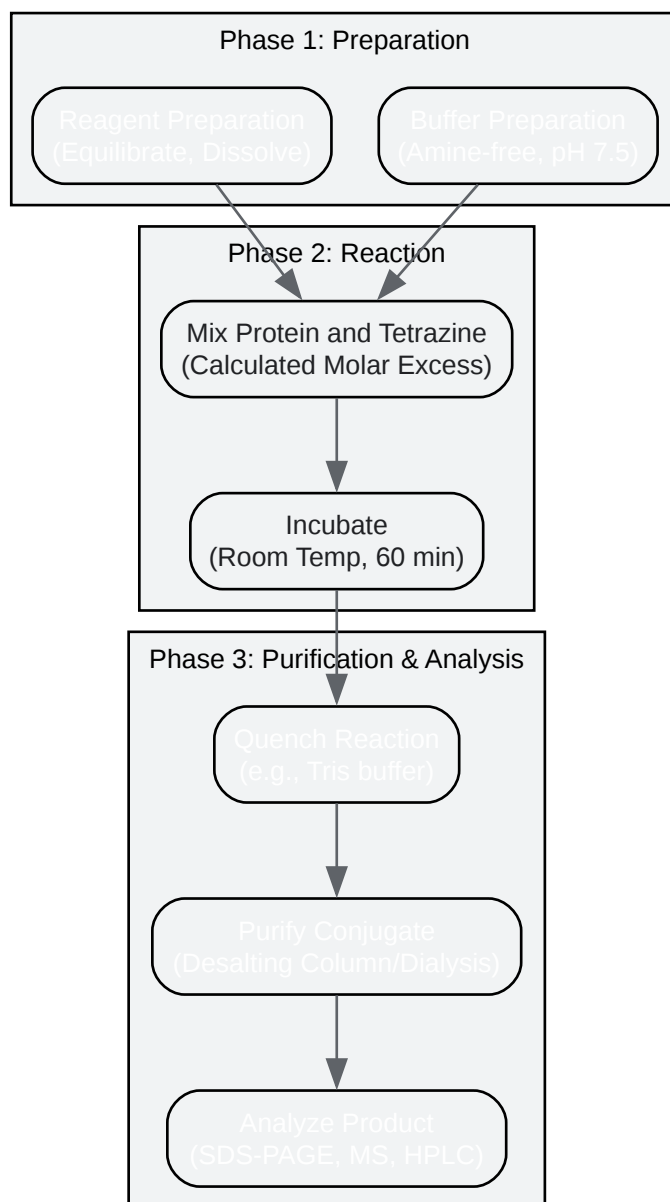 Phase 1: Preparation
Reagent Preparation
(Equilibrate, Dissolve)
Buffer Preparation
(Amine-free, pH 7.5)
Phase 2: Reaction
Mix Protein and Tetrazine
(Calculated Molar Excess)
Incubate
(Room Temp, 60 min)
Phase 3: Purification & Analysis
Quench Reaction
(e.g., Tris buffer)
Purify Conjugate
(Desalting Column/Dialysis)
Analyze Product
(SDS-PAGE, MS, HPLC)